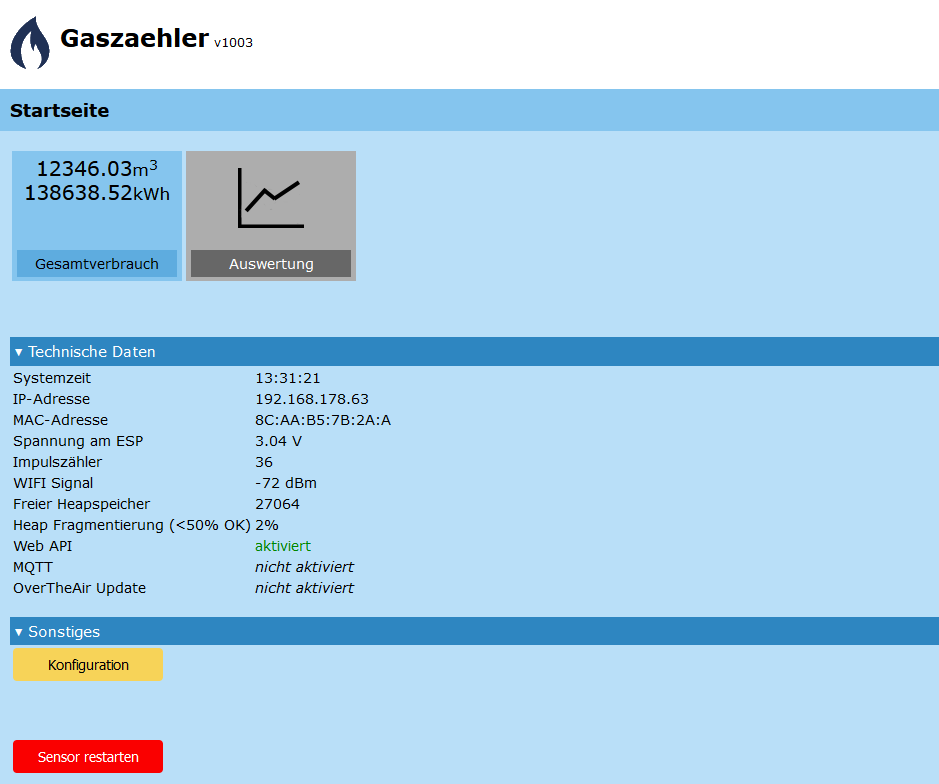 Gaszaehler v1003
Startseite
12346.03m³
138638.52kWh
Gesamtverbrauch
Auswertung
▾ Technische Daten
Systemzeit 13:31:21
IP-Adresse 192.168.178.63
MAC-Adresse 8C:AA:B5:7B:2A:A
Spannung am ESP 3.04 V
Impulszähler 36
WIFI Signal -72 dBm
Freier Heapspeicher 27064
Heap Fragmentierung (<50% OK) 2%
Web API aktiviert
MQTT nicht aktiviert
OverTheAir Update nicht aktiviert
▾ Sonstiges
Konfiguration
Sensor restarten